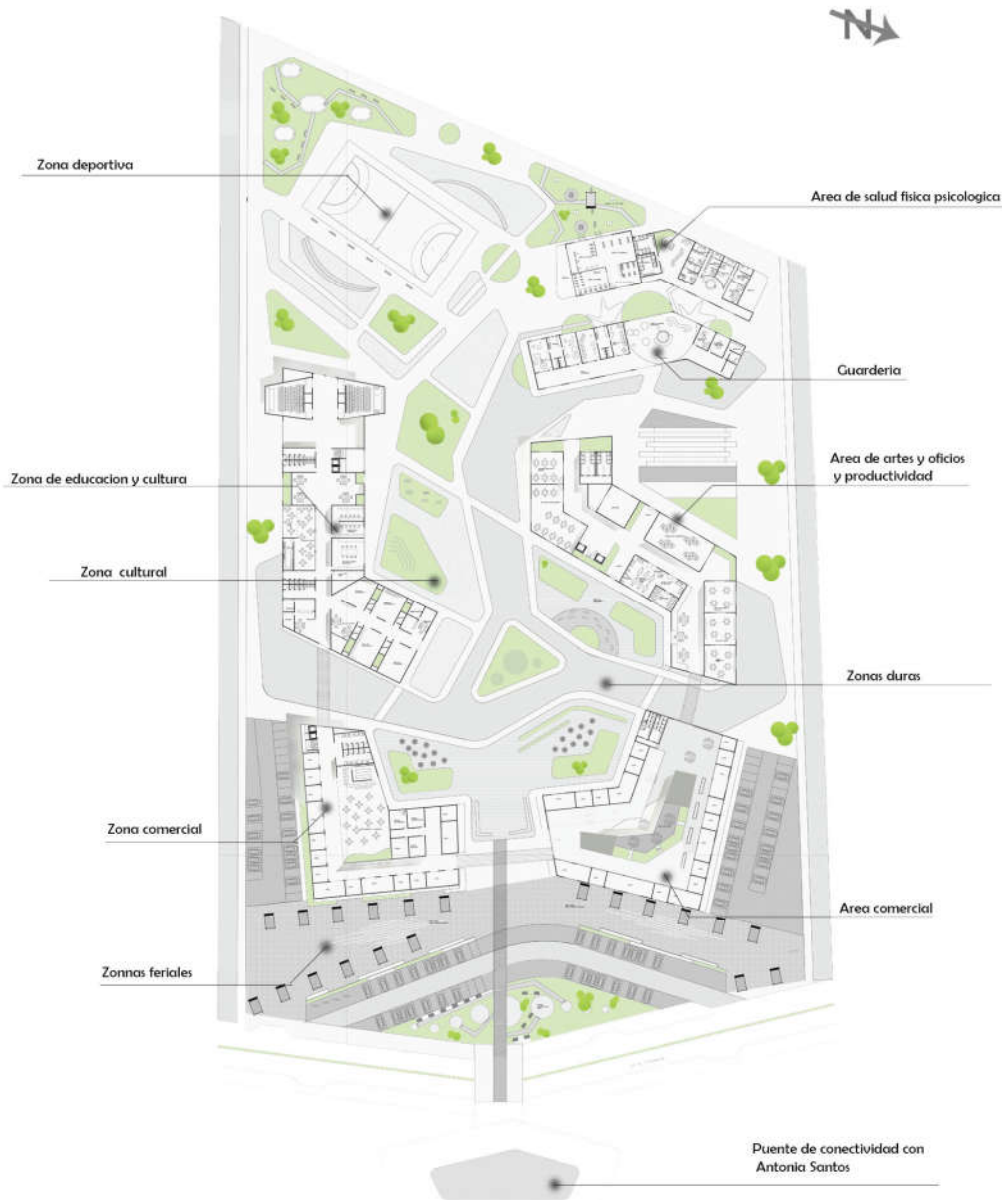 N
Zona deportiva
Area de salud fisica psicologica
Guarderia
Area de artes y oficios
y productividad
Zona de educacion y cultura
Zona cultural
Zonas duras
Zona comercial
Area comercial
Zonnas feriales
Puente de conectividad con
Antonia Santos